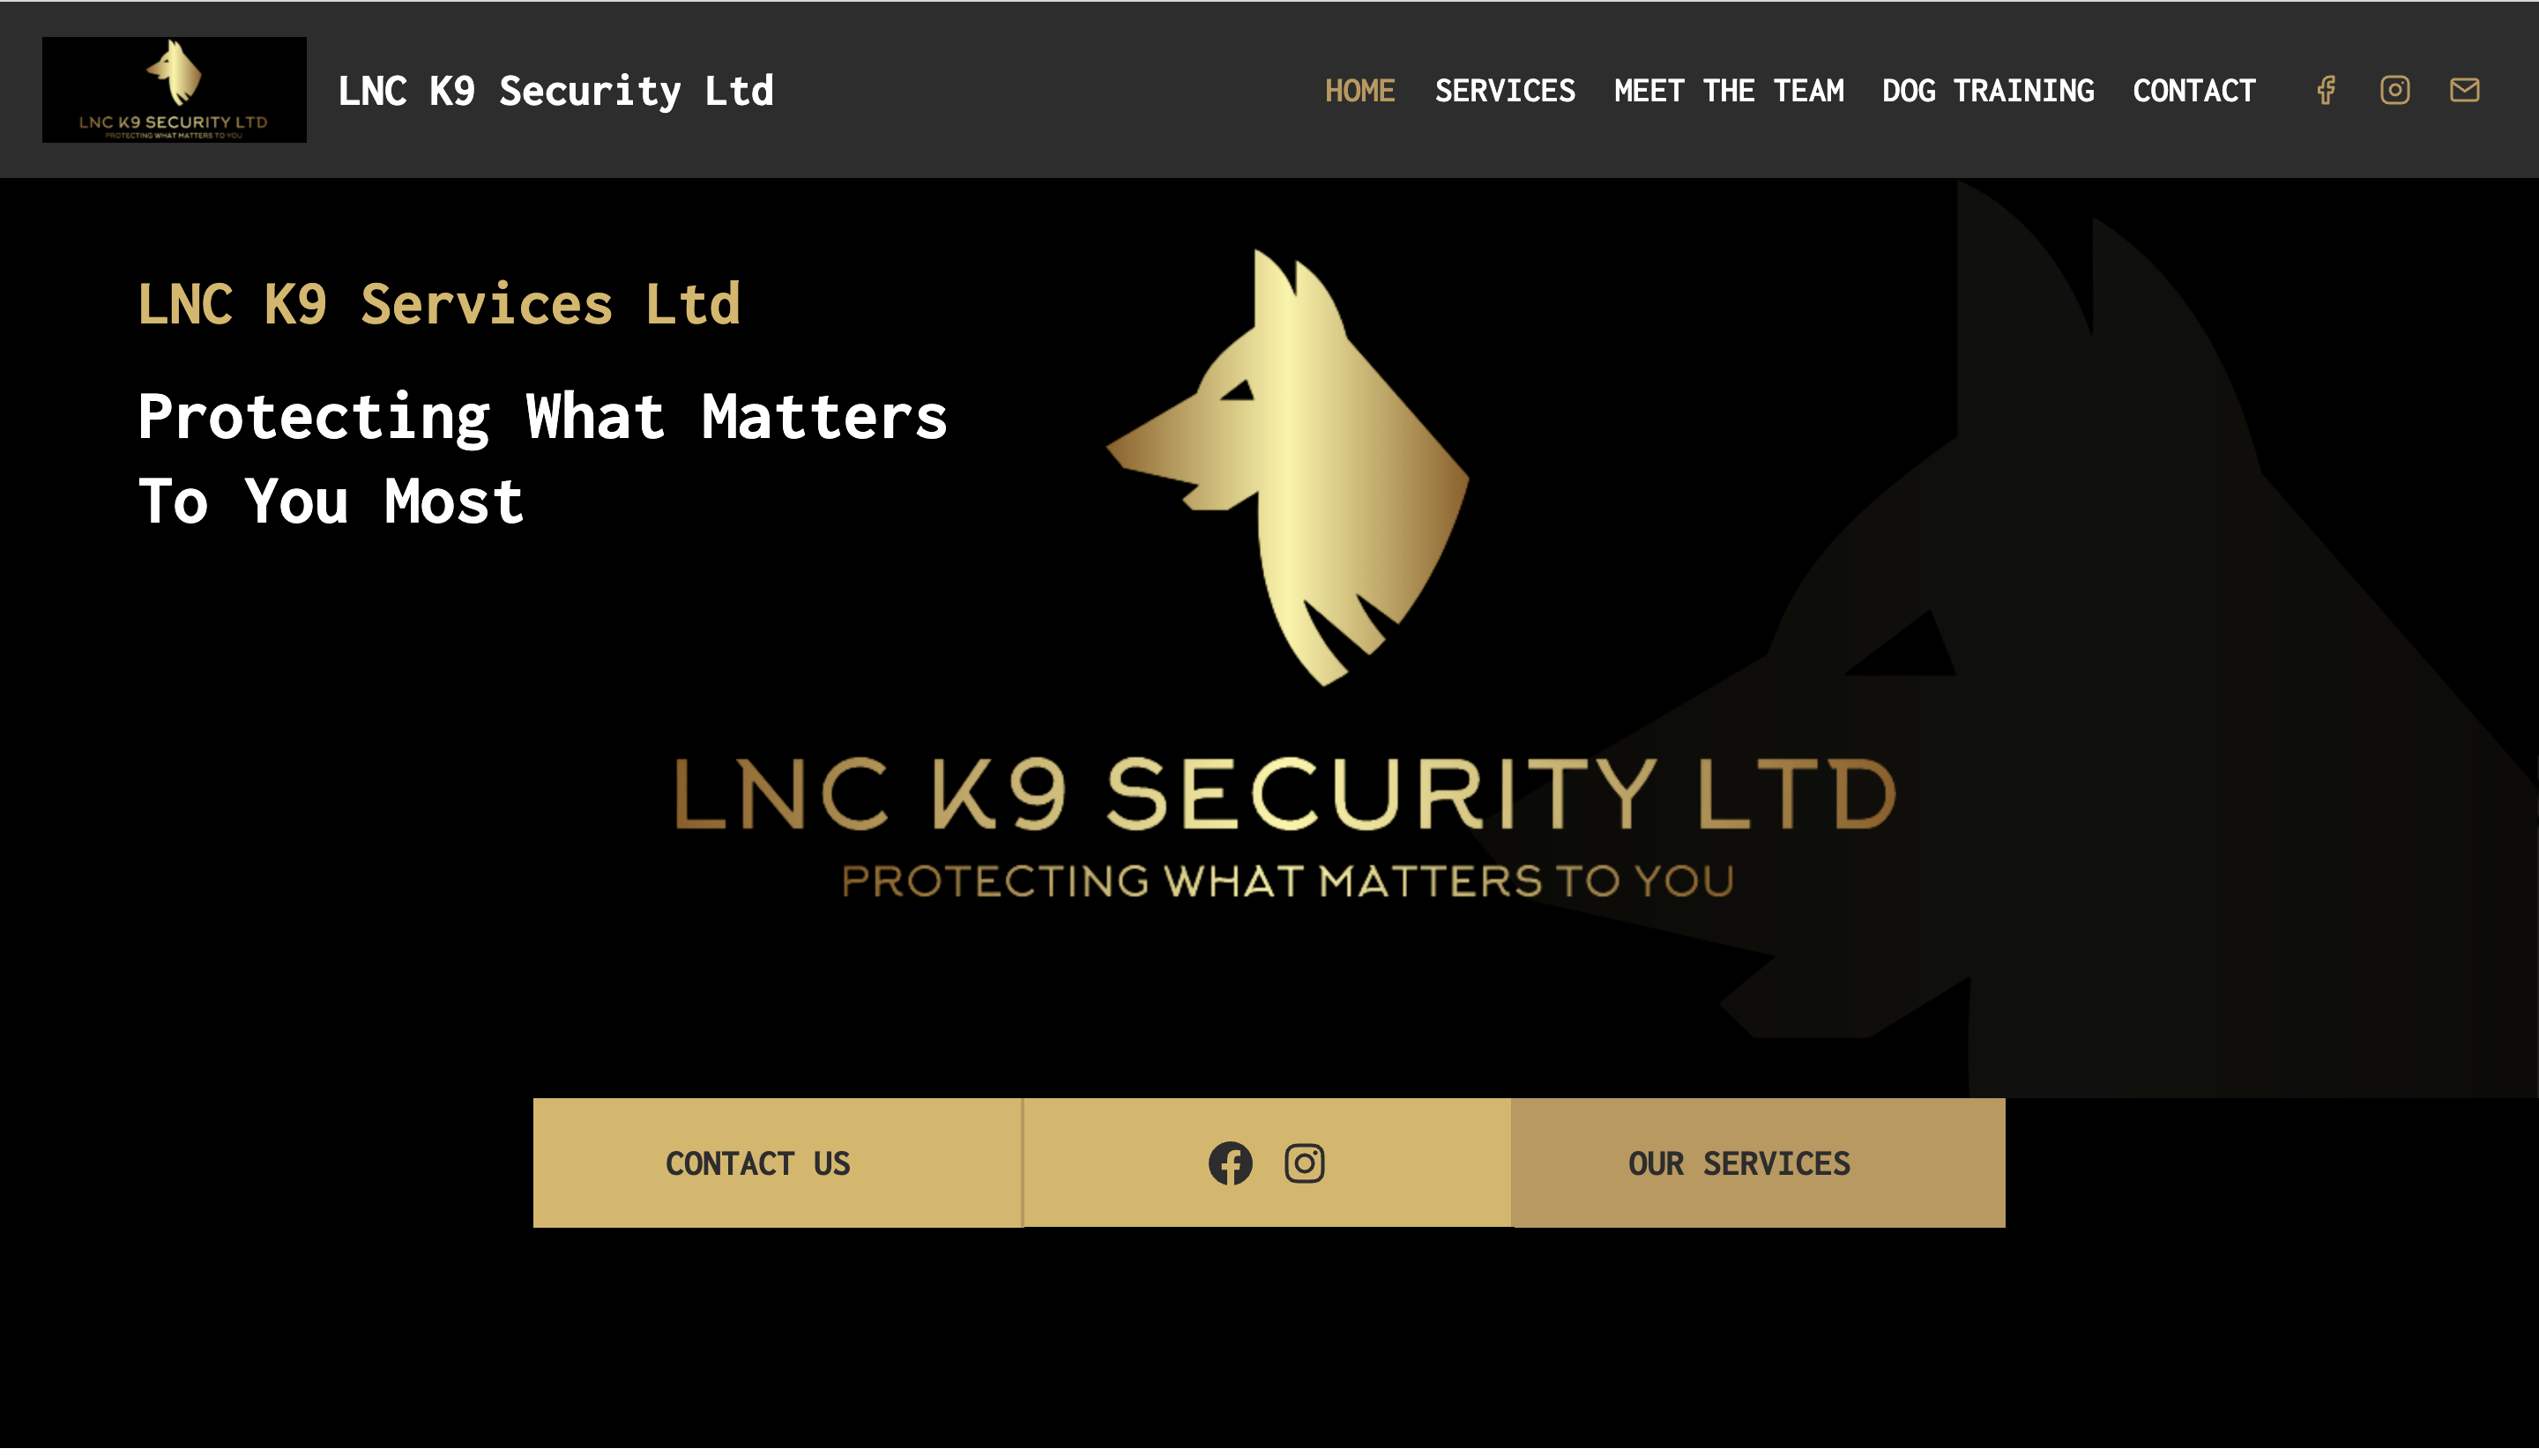 LNC K9 SECURITY LTD
PROTECTING WHAT MATTERS TO YOU
LNC K9 Security Ltd
HOME SERVICES MEET THE TEAM DOG TRAINING CONTACT
LNC K9 Services Ltd
Protecting What Matters
To You Most
LNC K9 SECURITY LTD
PROTECTING WHAT MATTERS TO YOU
CONTACT US
OUR SERVICES